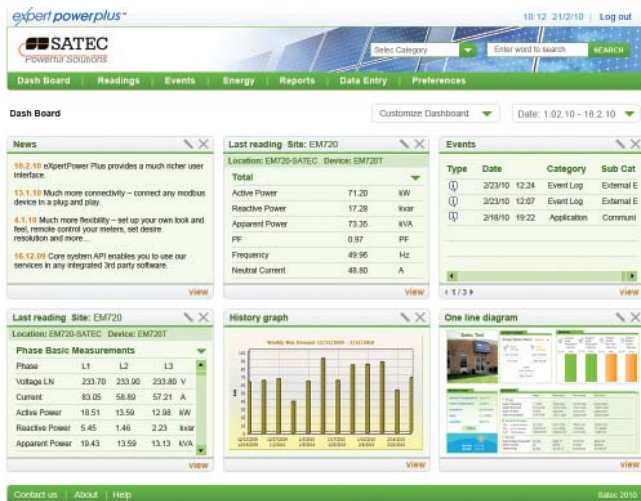 expert powerplus™
10:12 21/2/10 | Log out
SATEC
Powerful Solutions
Selec Category
Enter word to search
SEARCH
Dash Board | Readings | Events | Energy | Reports | Data Entry | Preferences
Dash Board
Customize Dashboard
Date: 1.02.10 - 18.2.10
News
10.2.10 eXpertPower Plus provides a much richer user
interface.
13.1.10 Much more connectivity – connect any modbus
device in a plug and play.
4.1.10 Much more flexibility – set up your own look and
feel, remote control your meters, set desire
resolution and more...
16.12.09 Core system API enables you to use our
services in any integrated 3rd party software.
view
Last reading Site: EM720
Location: EM720-SATEC Device: EM720T
Total
Active Power 71.20 kW
Reactive Power 17.28 kvar
Apparent Power 73.35 kVA
PF 0.97 PF
Frequency 49.96 Hz
Neutral Current 48.80 A
view
Events
Type Date Category Sub Cat
2/23/10 12:24 Event Log External E
2/23/10 12:07 Event Log External E
2/18/10 19:22 Application Communi
1 / 3
view
Last reading Site: EM720
Location: EM720-SATEC Device: EM720T
Phase Basic Measurements
Phase L1 L2 L3
Voltage LN 233.70 233.90 233.80 V
Current 83.05 58.89 57.21 A
Active Power 18.51 13.59 12.98 kW
Reactive Power 5.45 1.46 2.23 kvar
Apparent Power 19.43 13.59 13.13 kVA
view
History graph
Weekly Max Demand
view
One line diagram
view
Contact us | About | Help
Satec 2010